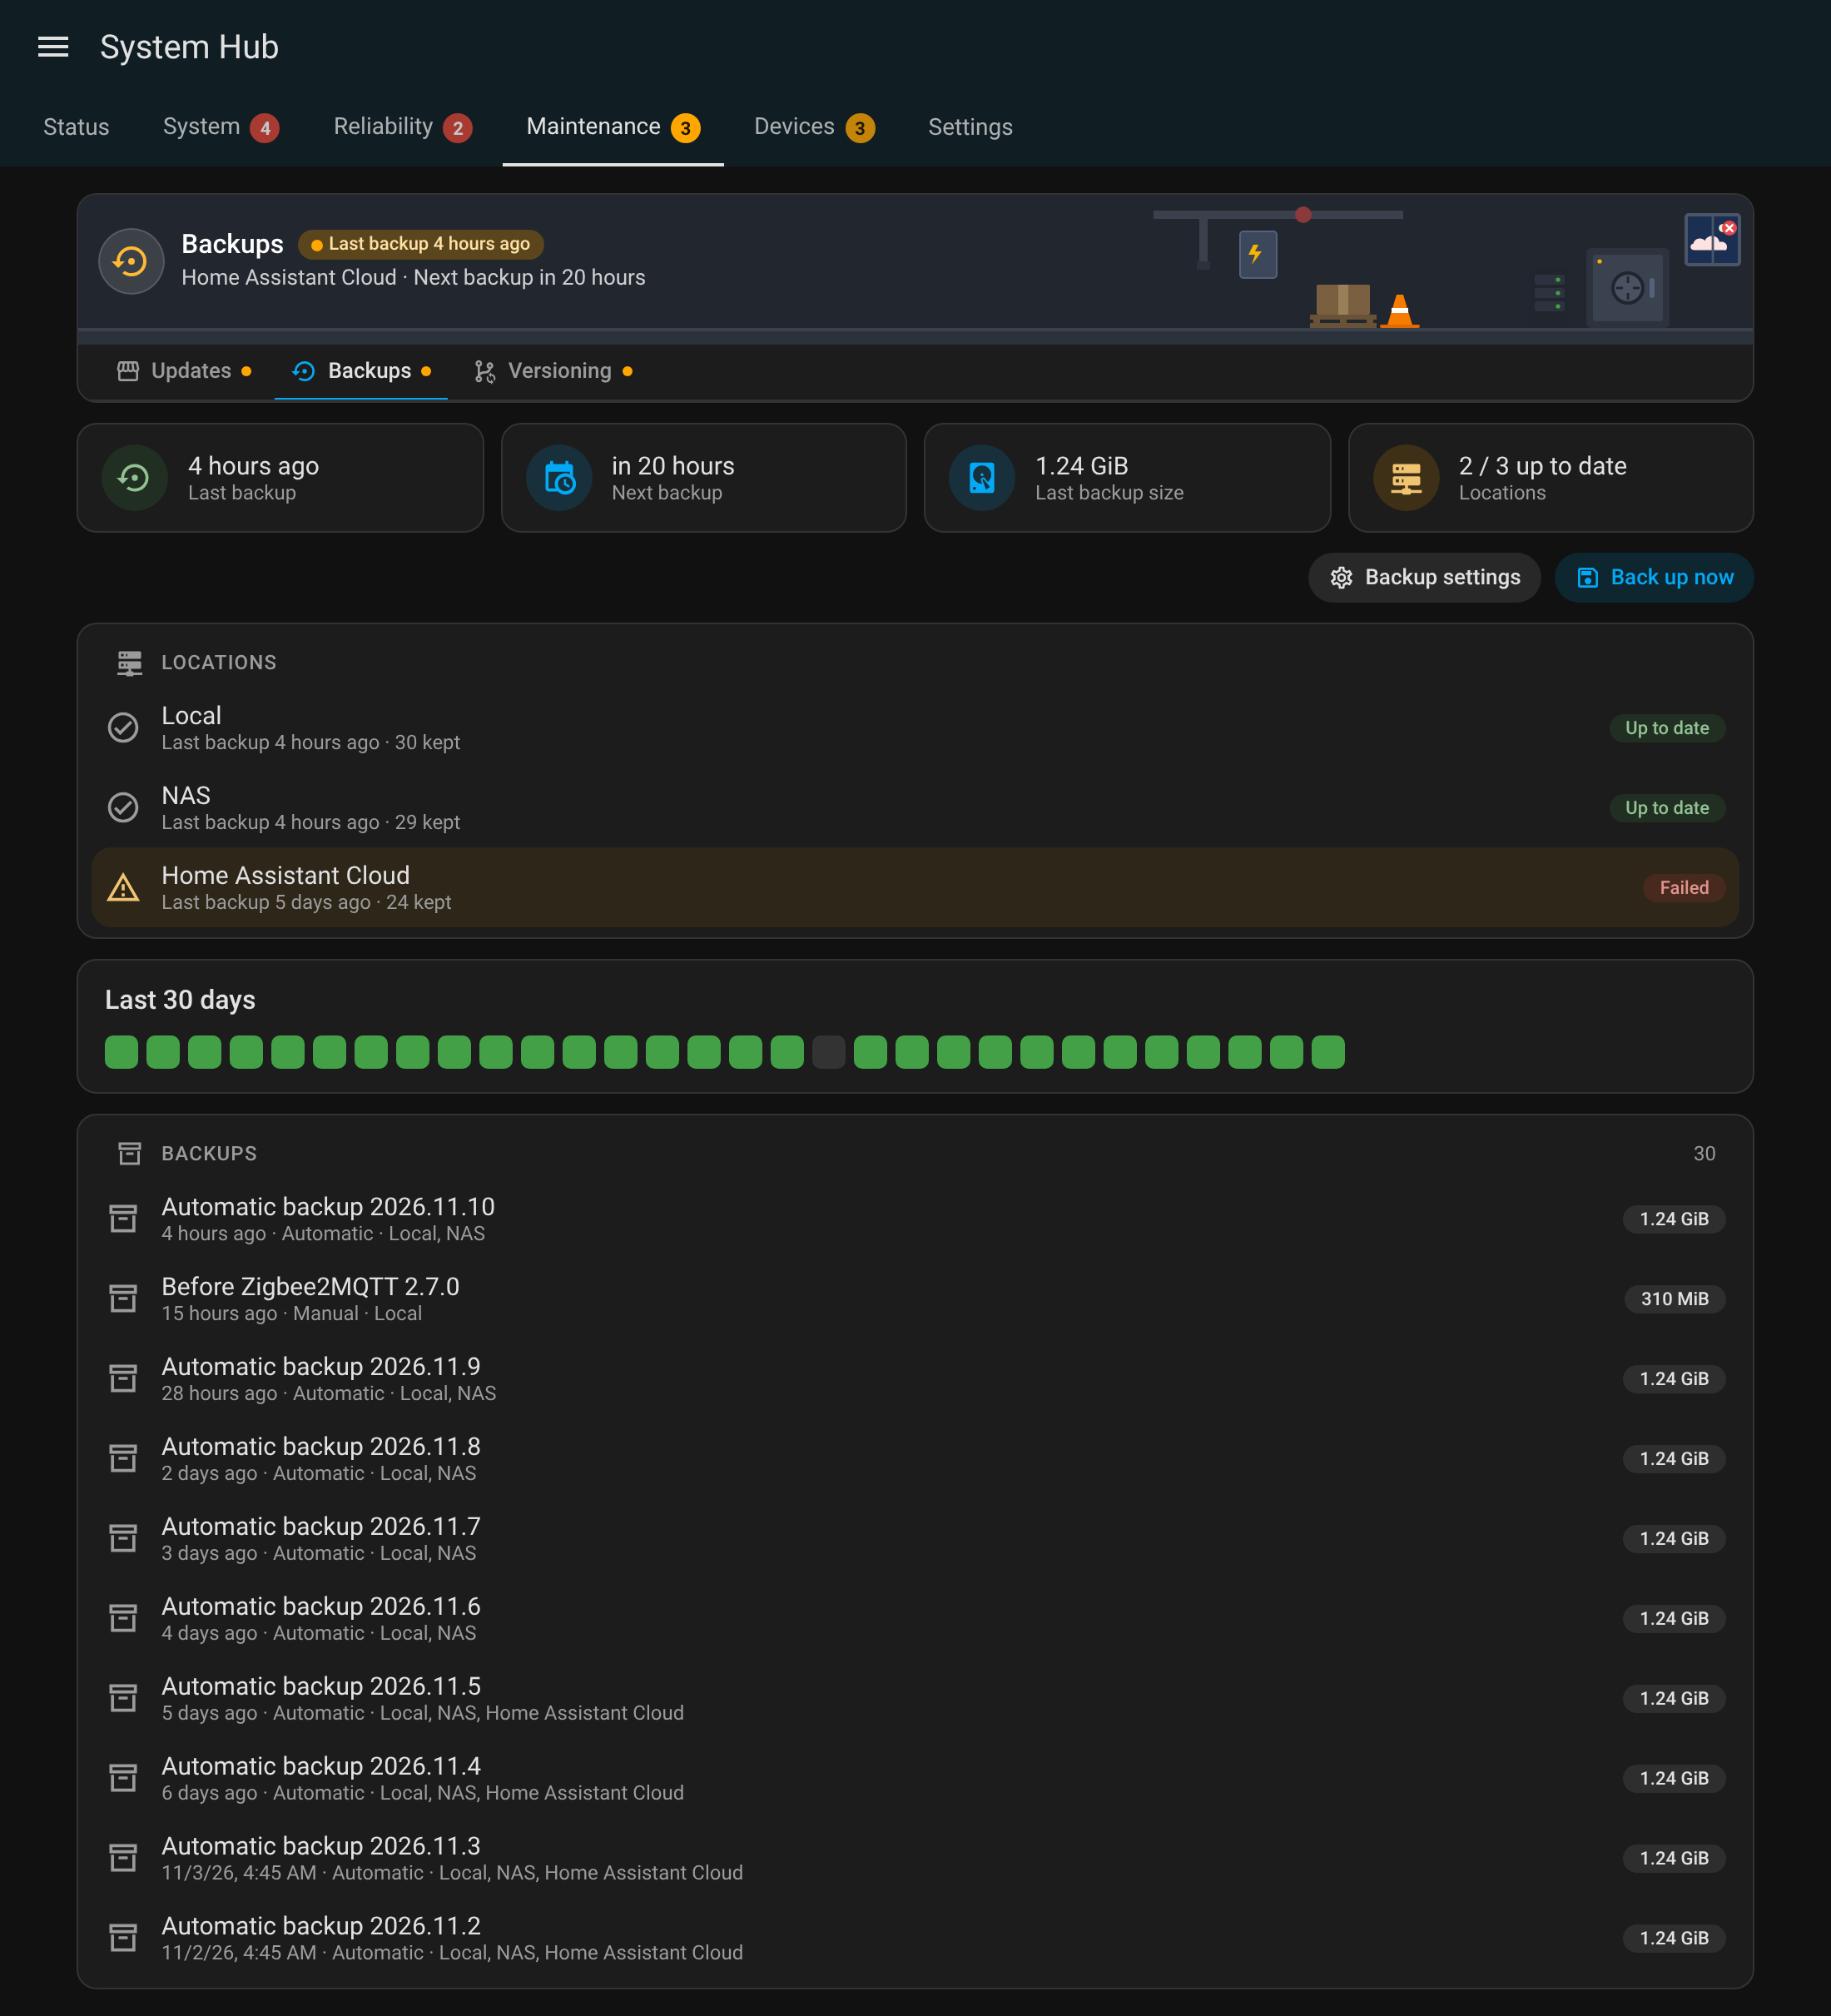 System Hub
Status
System 4
Reliability 2
Maintenance 3
Devices 3
Settings
Backups
Last backup 4 hours ago
Home Assistant Cloud · Next backup in 20 hours
Updates
Backups
Versioning
4 hours ago
Last backup
in 20 hours
Next backup
1.24 GiB
Last backup size
2 / 3 up to date
Locations
Backup settings
Back up now
LOCATIONS
Local
Last backup 4 hours ago · 30 kept
Up to date
NAS
Last backup 4 hours ago · 29 kept
Up to date
Home Assistant Cloud
Last backup 5 days ago · 24 kept
Failed
Last 30 days
BACKUPS
30
Automatic backup 2026.11.10
4 hours ago · Automatic · Local, NAS
1.24 GiB
Before Zigbee2MQTT 2.7.0
15 hours ago · Manual · Local
310 MiB
Automatic backup 2026.11.9
28 hours ago · Automatic · Local, NAS
1.24 GiB
Automatic backup 2026.11.8
2 days ago · Automatic · Local, NAS
1.24 GiB
Automatic backup 2026.11.7
3 days ago · Automatic · Local, NAS
1.24 GiB
Automatic backup 2026.11.6
4 days ago · Automatic · Local, NAS
1.24 GiB
Automatic backup 2026.11.5
5 days ago · Automatic · Local, NAS, Home Assistant Cloud
1.24 GiB
Automatic backup 2026.11.4
6 days ago · Automatic · Local, NAS, Home Assistant Cloud
1.24 GiB
Automatic backup 2026.11.3
11/3/26, 4:45 AM · Automatic · Local, NAS, Home Assistant Cloud
1.24 GiB
Automatic backup 2026.11.2
11/2/26, 4:45 AM · Automatic · Local, NAS, Home Assistant Cloud
1.24 GiB